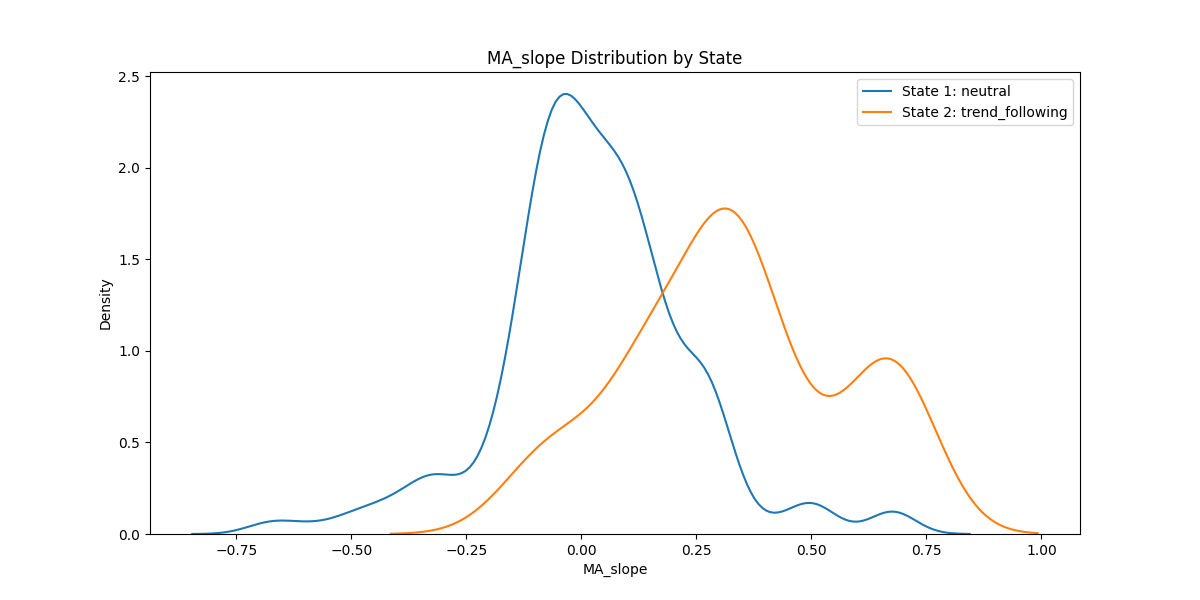 MA_slope Distribution by State
State 1: neutral
State 2: trend_following
Density
2.5
2.0
1.5
1.0
0.5
0.0
−0.75 −0.50 −0.25 0.00 0.25 0.50 0.75 1.00
MA_slope